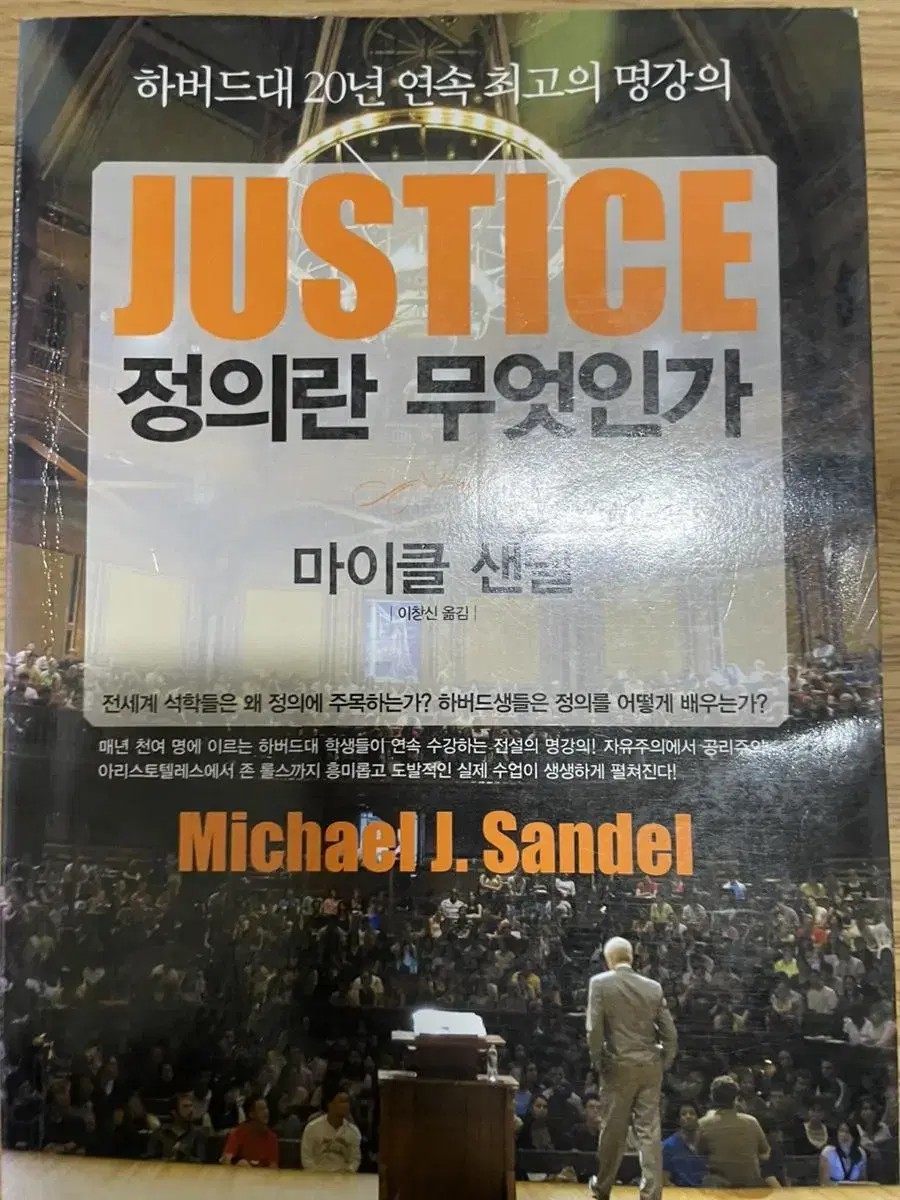 하버드대 20년 연속 최고의 명강의
JUSTICE
정의란 무엇인가
마이클 샌델
| 이창신 옮김 |
전세계 석학들은 왜 정의에 주목하는가? 하버드생들은 정의를 어떻게 배우는가?
매년 천여 명에 이르는 하버드대 학생들이 연속 수강하는 전설의 명강의! 자유주의에서 공리주의,
아리스토텔레스에서 존 롤스까지 흥미롭고 도발적인 실제 수업이 생생하게 펼쳐진다!
Michael J. Sandel